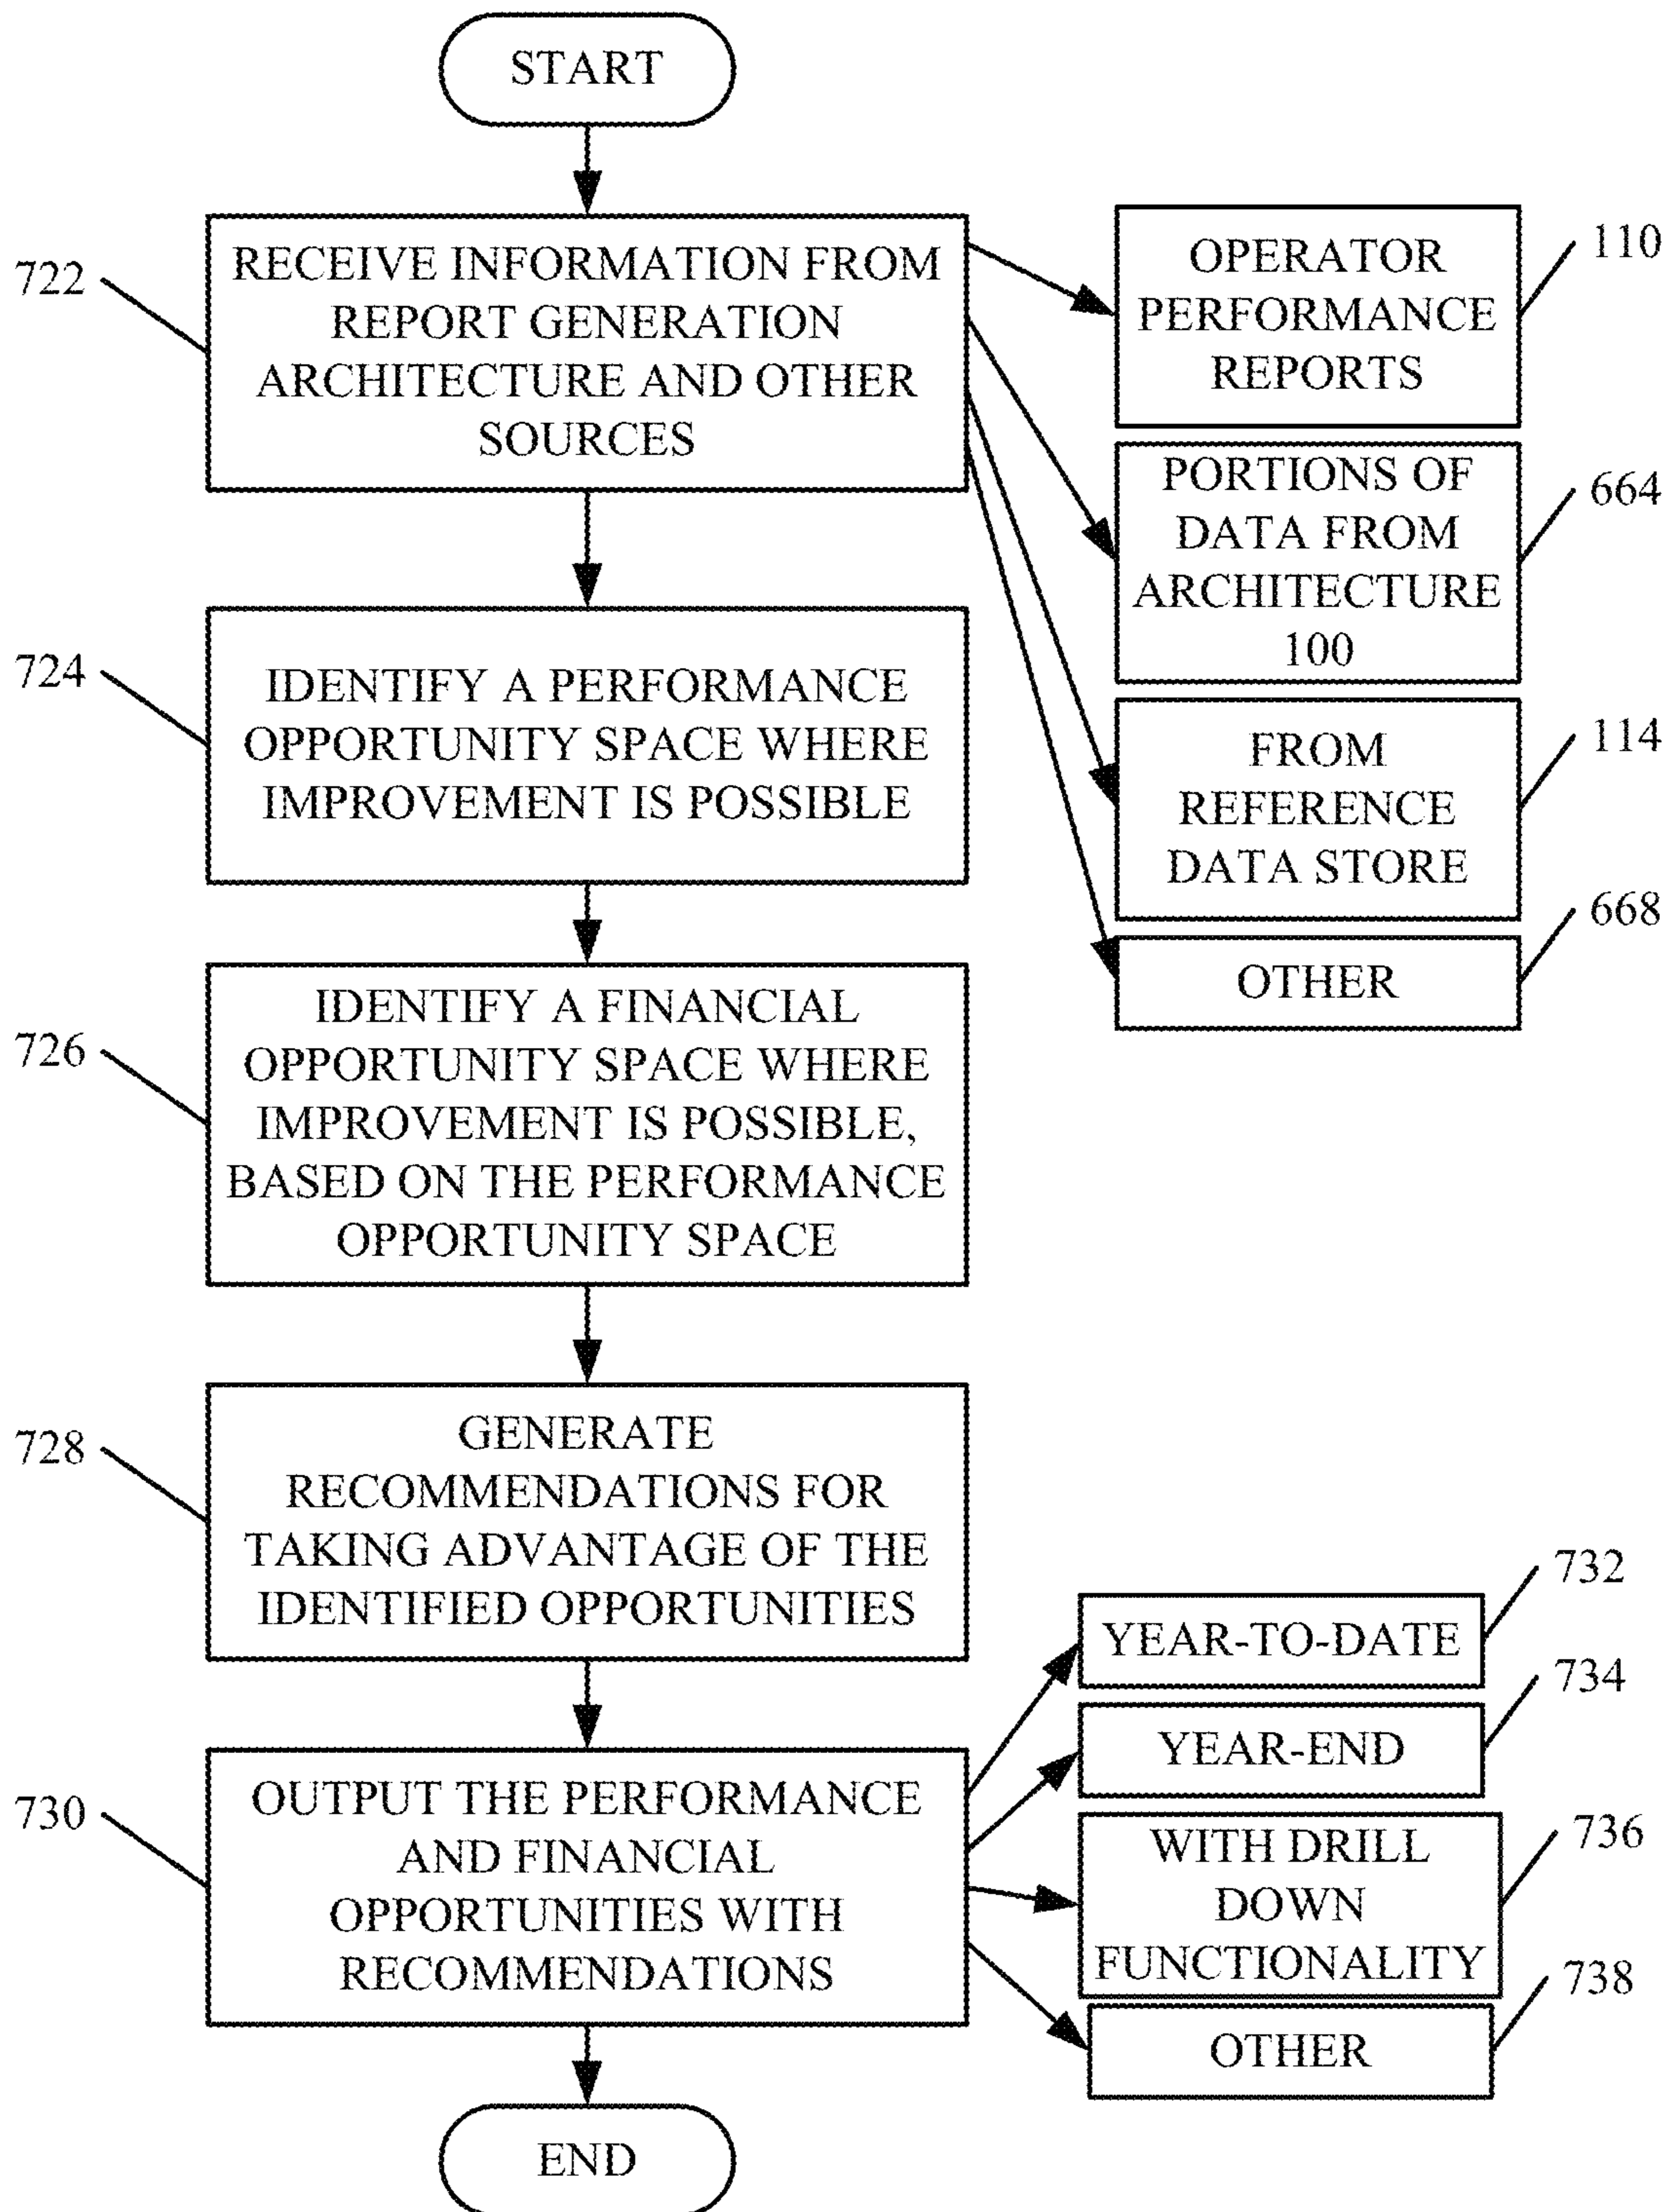 START
722
RECEIVE INFORMATION FROM
REPORT GENERATION
ARCHITECTURE AND OTHER
SOURCES
OPERATOR
PERFORMANCE
REPORTS
110
PORTIONS OF
DATA FROM
ARCHITECTURE
100
664
FROM
REFERENCE
DATA STORE
114
OTHER
668
724
IDENTIFY A PERFORMANCE
OPPORTUNITY SPACE WHERE
IMPROVEMENT IS POSSIBLE
726
IDENTIFY A FINANCIAL
OPPORTUNITY SPACE WHERE
IMPROVEMENT IS POSSIBLE,
BASED ON THE PERFORMANCE
OPPORTUNITY SPACE
728
GENERATE
RECOMMENDATIONS FOR
TAKING ADVANTAGE OF THE
IDENTIFIED OPPORTUNITIES
730
OUTPUT THE PERFORMANCE
AND FINANCIAL
OPPORTUNITIES WITH
RECOMMENDATIONS
YEAR-TO-DATE
732
YEAR-END
734
WITH DRILL
DOWN
FUNCTIONALITY
736
OTHER
738
END